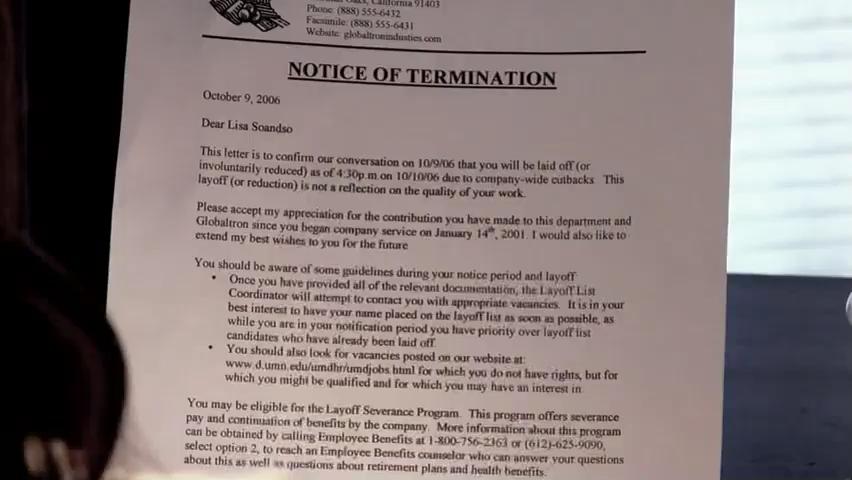 Oaks, California 91403
Phone: (888) 555-6432
Facsimile: (888) 555-6431
Website: globaltronindusties.com
NOTICE OF TERMINATION
October 9, 2006
Dear Lisa Soandso
This letter is to confirm our conversation on 10/9/06 that you will be laid off (or
involuntarily reduced) as of 4:30p.m.on 10/10/06 due to company-wide cutbacks This
layoff (or reduction) is not a reflection on the quality of your work.
Please accept my appreciation for the contribution you have made to this department and
Globaltron since you began company service on January 14th, 2001. I would also like to
extend my best wishes to you for the future
You should be aware of some guidelines during your notice period and layoff
• Once you have provided all of the relevant documentation, the Layoff List
Coordinator will attempt to contact you with appropriate vacancies. It is in your
best interest to have your name placed on the layoff list as soon as possible, as
while you are in your notification period you have priority over layoff list
candidates who have already been laid off.
• You should also look for vacancies posted on our website at:
www.d.umn.edu/umdhr/umdjobs.html for which you do not have rights, but for
which you might be qualified and for which you may have an interest in.
You may be eligible for the Layoff Severance Program. This program offers severance
pay and continuation of benefits by the company. More information about this program
can be obtained by calling Employee Benefits at 1-800-756-2363 or (612)-625-9090,
select option 2, to reach an Employee Benefits counselor who can answer your questions
about this as well as questions about retirement plans and health benefits.